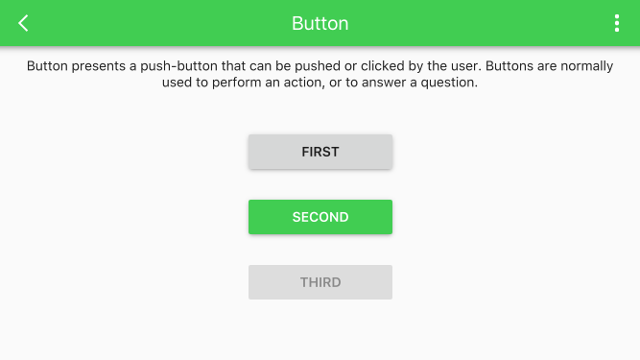 Button
Button presents a push-button that can be pushed or clicked by the user. Buttons are normally
used to perform an action, or to answer a question.
FIRST
SECOND
THIRD